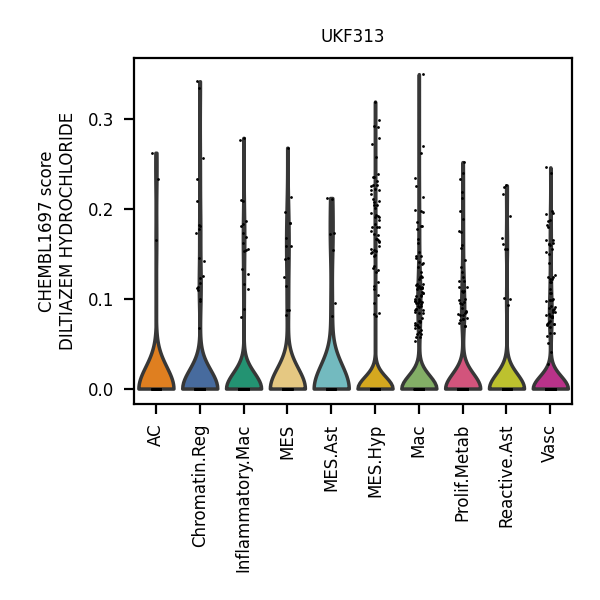 UKF313
CHEMBL1697 score
DILTIAZEM HYDROCHLORIDE
0.3
0.2
0.1
0.0
AC
Chromatin.Reg
Inflammatory.Mac
MES
MES.Ast
MES.Hyp
Mac
Prolif.Metab
Reactive.Ast
Vasc